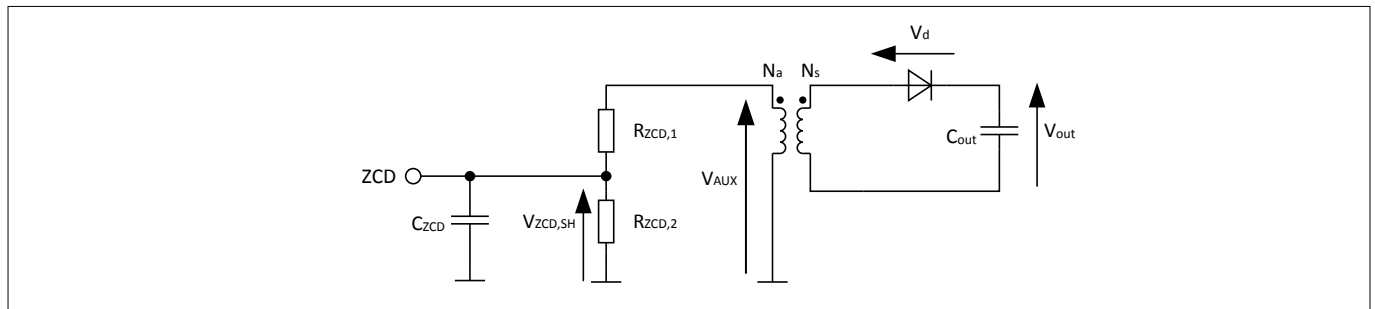 Vd
Na Ns
RZCD,1
Cout
Vout
ZCD
VAUX
CZCD
VZCD,SH
RZCD,2